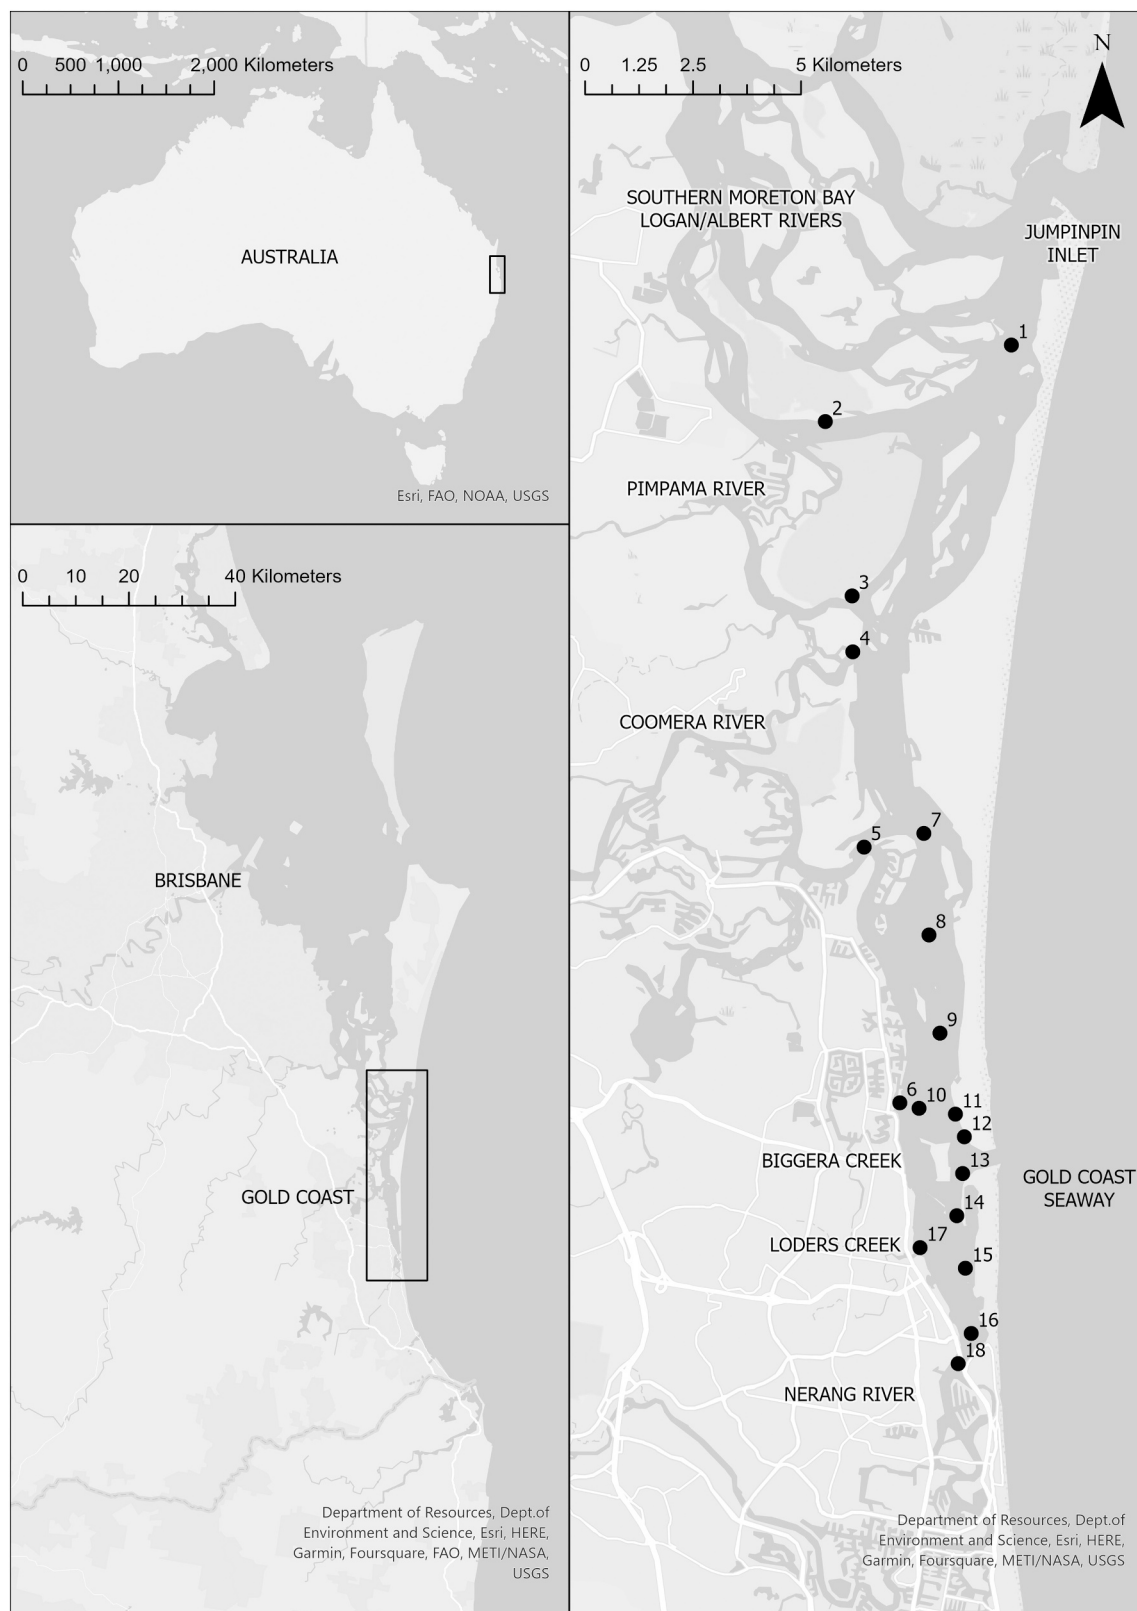 0 500 1,000 2,000 Kilometers
AUSTRALIA
Esri, FAO, NOAA, USGS
0 10 20 40 Kilometers
BRISBANE
GOLD COAST
Department of Resources, Dept.of
Environment and Science, Esri, HERE,
Garmin, Foursquare, FAO, METI/NASA,
USGS
0 1.25 2.5 5 Kilometers
N
SOUTHERN MORETON BAY
LOGAN/ALBERT RIVERS
JUMPINPIN
INLET
1
2
PIMPAMA RIVER
3
4
COOMERA RIVER
7
5
8
9
6
10
11
12
BIGGERA CREEK
13
GOLD COAST
SEAWAY
14
LODERS CREEK
17
15
16
18
NERANG RIVER
Department of Resources, Dept.of
Environment and Science, Esri, HERE,
Garmin, Foursquare, METI/NASA, USGS